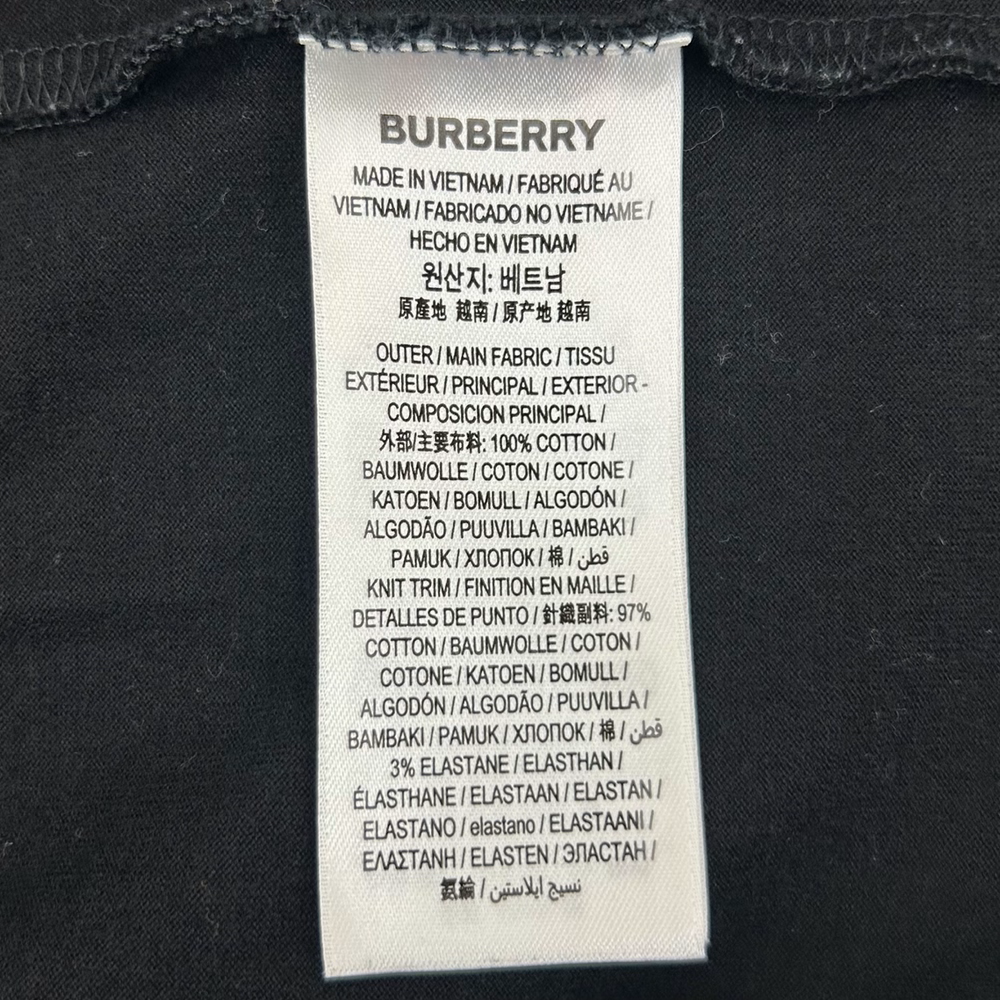 BURBERRY
MADE IN VIETNAM / FABRIQUÉ AU
VIETNAM / FABRICADO NO VIETNAME /
HECHO EN VIETNAM
원산지: 베트남
原產地 越南 / 原产地 越南
OUTER / MAIN FABRIC / TISSU
EXTÉRIEUR / PRINCIPAL / EXTERIOR -
COMPOSICION PRINCIPAL /
外部/主要布料: 100% COTTON /
BAUMWOLLE / COTON / COTONE /
KATOEN / BOMULL / ALGODÓN /
ALGODÃO / PUUVILLA / BAMBAKI /
PAMUK / ХЛОПОК / 棉 / قطن
KNIT TRIM / FINITION EN MAILLE /
DETALLES DE PUNTO / 針織副料: 97%
COTTON / BAUMWOLLE / COTON /
COTONE / KATOEN / BOMULL /
ALGODÓN / ALGODÃO / PUUVILLA /
BAMBAKI / PAMUK / ХЛОПОК / 棉 / قطن
3% ELASTANE / ELASTHAN /
ÉLASTHANE / ELASTAAN / ELASTAN /
ELASTANO / elastano / ELASTAANI /
ΕΛΑΣΤΑΝΗ / ELASTEN / ЭЛАСТАН /
氨綸 / نسيج ايلاستين